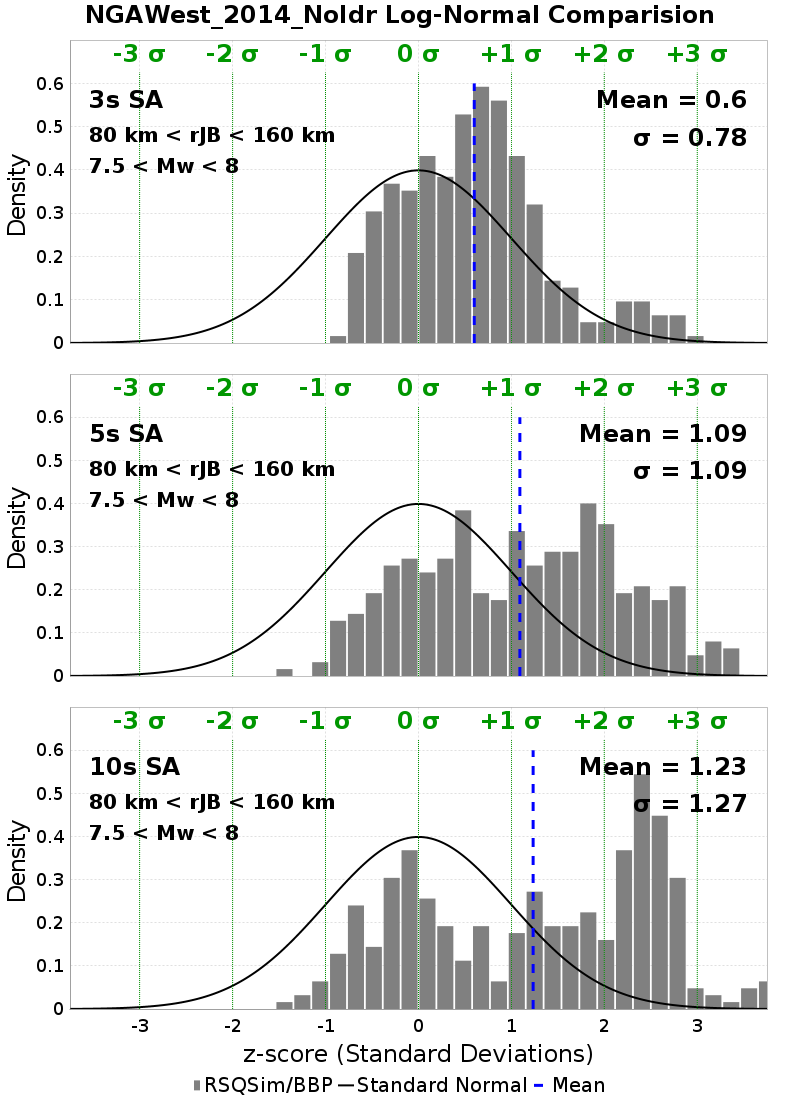 NGAWest_2014_NoIdr Log-Normal Comparision
-3 σ -2 σ -1 σ 0 σ +1 σ +2 σ +3 σ
0.6
3s SA
Mean = 0.6
0.5
80 km < rJB < 160 km
σ = 0.78
7.5 < Mw < 8
0.4
0.3
0.2
0.1
0
Density
-3 σ -2 σ -1 σ 0 σ +1 σ +2 σ +3 σ
0.6
5s SA
Mean = 1.09
0.5
80 km < rJB < 160 km
σ = 1.09
7.5 < Mw < 8
0.4
0.3
0.2
0.1
0
Density
-3 σ -2 σ -1 σ 0 σ +1 σ +2 σ +3 σ
0.6
10s SA
Mean = 1.23
0.5
80 km < rJB < 160 km
σ = 1.27
7.5 < Mw < 8
0.4
0.3
0.2
0.1
0
Density
-3 -2 -1 0 1 2 3
z-score (Standard Deviations)
RSQSim/BBP Standard Normal Mean